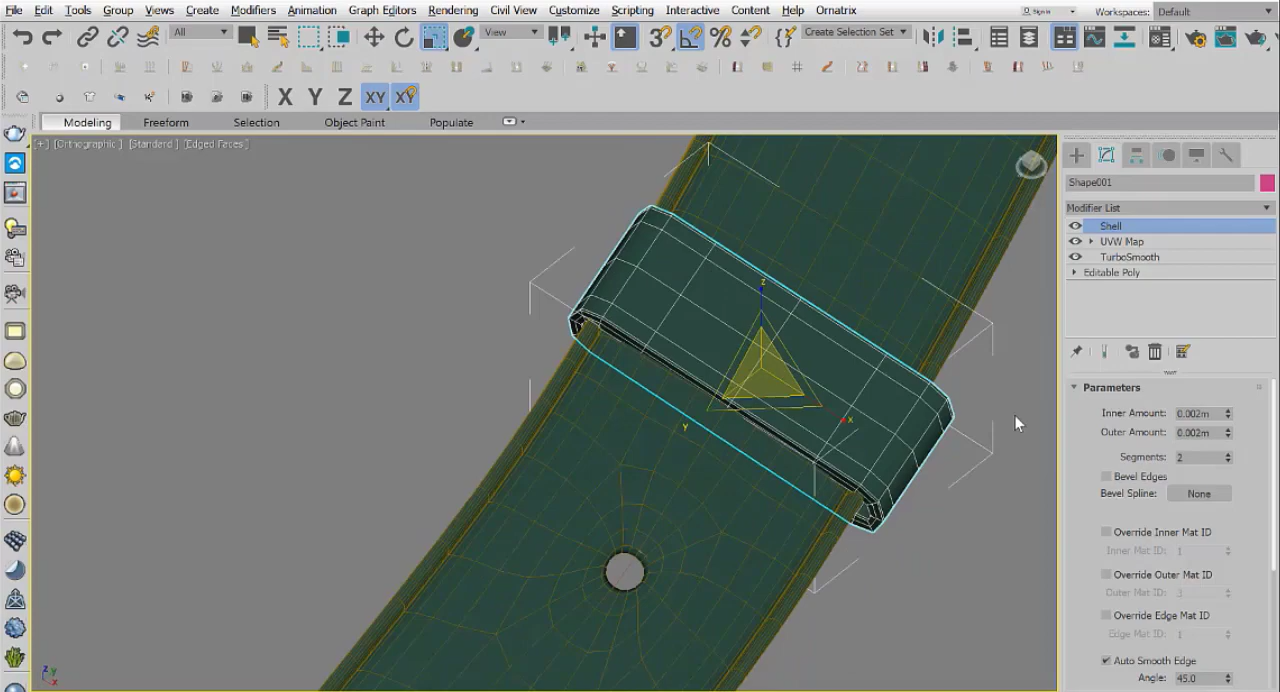 File Edit Tools Group Views Create Modifiers Animation Graph Editors Rendering Civil View Customize Scripting Interactive Content Help Ornatrix Workspaces: Default
All View Create Selection Set
X Y Z XY XY
Modeling Freeform Selection Object Paint Populate
[+] [Orthographic ] [Standard ] [Edged Faces ]
Shape001
Modifier List
Shell
UVW Map
TurboSmooth
Editable Poly
Parameters
Inner Amount: 0.002m
Outer Amount: 0.002m
Segments: 2
Bevel Edges
Bevel Spline: None
Override Inner Mat ID
Inner Mat ID: 1
Override Outer Mat ID
Outer Mat ID: 3
Override Edge Mat ID
Edge Mat ID: 1
Auto Smooth Edge
Angle: 45.0
z
x
Y